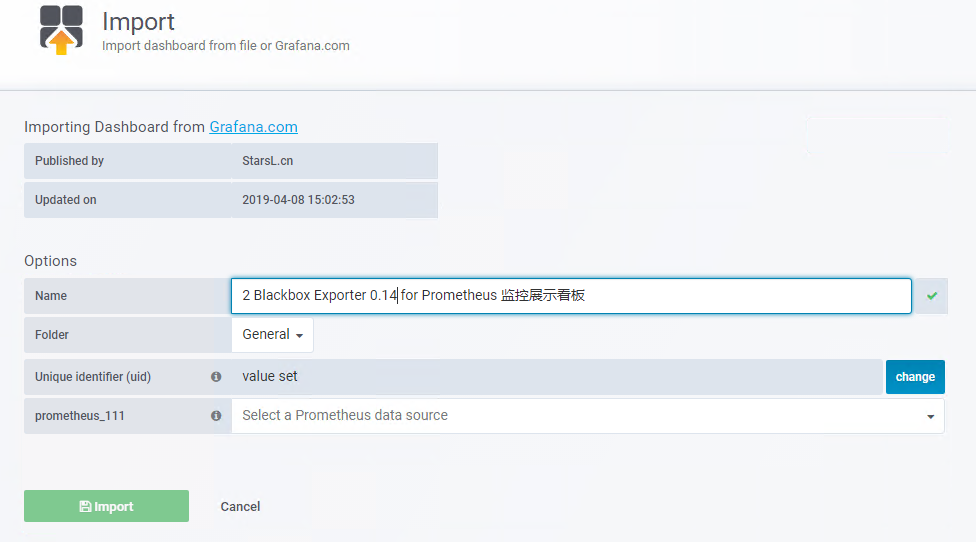 Import
Import dashboard from file or Grafana.com
Importing Dashboard from Grafana.com
Published by StarsL.cn
Updated on 2019-04-08 15:02:53
Options
Name 2 Blackbox Exporter 0.14 for Prometheus 监控展示看板
Folder General
Unique identifier (uid) value set change
prometheus_111 Select a Prometheus data source
Import Cancel